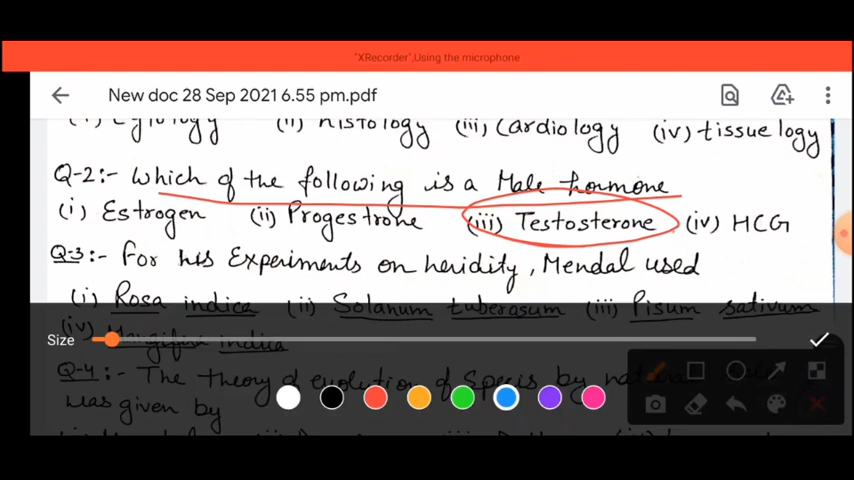 "XRecorder",Using the microphone
New doc 28 Sep 2021 6.55 pm.pdf
(ii) Histology (iii) Cardiology (iv) tissue logy
Q-2:- Which of the following is a Male hormone
(i) Estrogen (ii) Progestrone (iii) Testosterone (iv) HCG
Q-3:- For his Experiments on heridity, Mendal used
(i) Rosa indica (ii) Solanum tuberosum (iii) Pisum sativum
(iv) Mangifira indica
Size
Q-4:- The theory of evolution of Species by
was given by